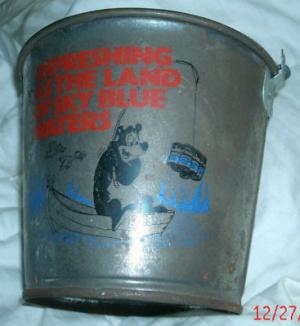 REFRESHING
AS THE LAND
OF SKY BLUE
WATERS
12/27/